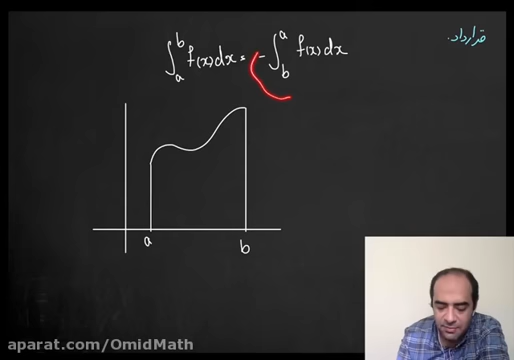 قرارداد.
∫_a^b f(x)dx = -∫_b^a f(x)dx
a b
aparat.com/OmidMath